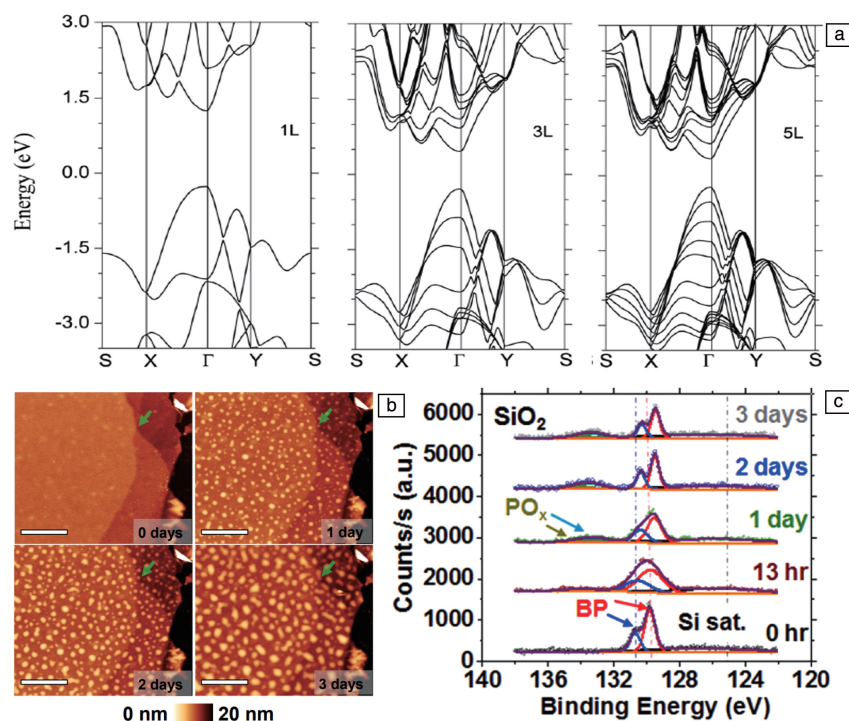 a
3.0
1.5
0.0
-1.5
-3.0
Energy (eV)
1L
3L
5L
S X Γ Y S
S X Γ Y S
S X Γ Y S
b
0 days
1 day
2 days
3 days
0 nm 20 nm
c
SiO2
3 days
2 days
POx
1 day
13 hr
BP
Si sat.
0 hr
6000
5000
4000
3000
2000
1000
0
Counts/s (a.u.)
140 136 132 128 124 120
Binding Energy (eV)